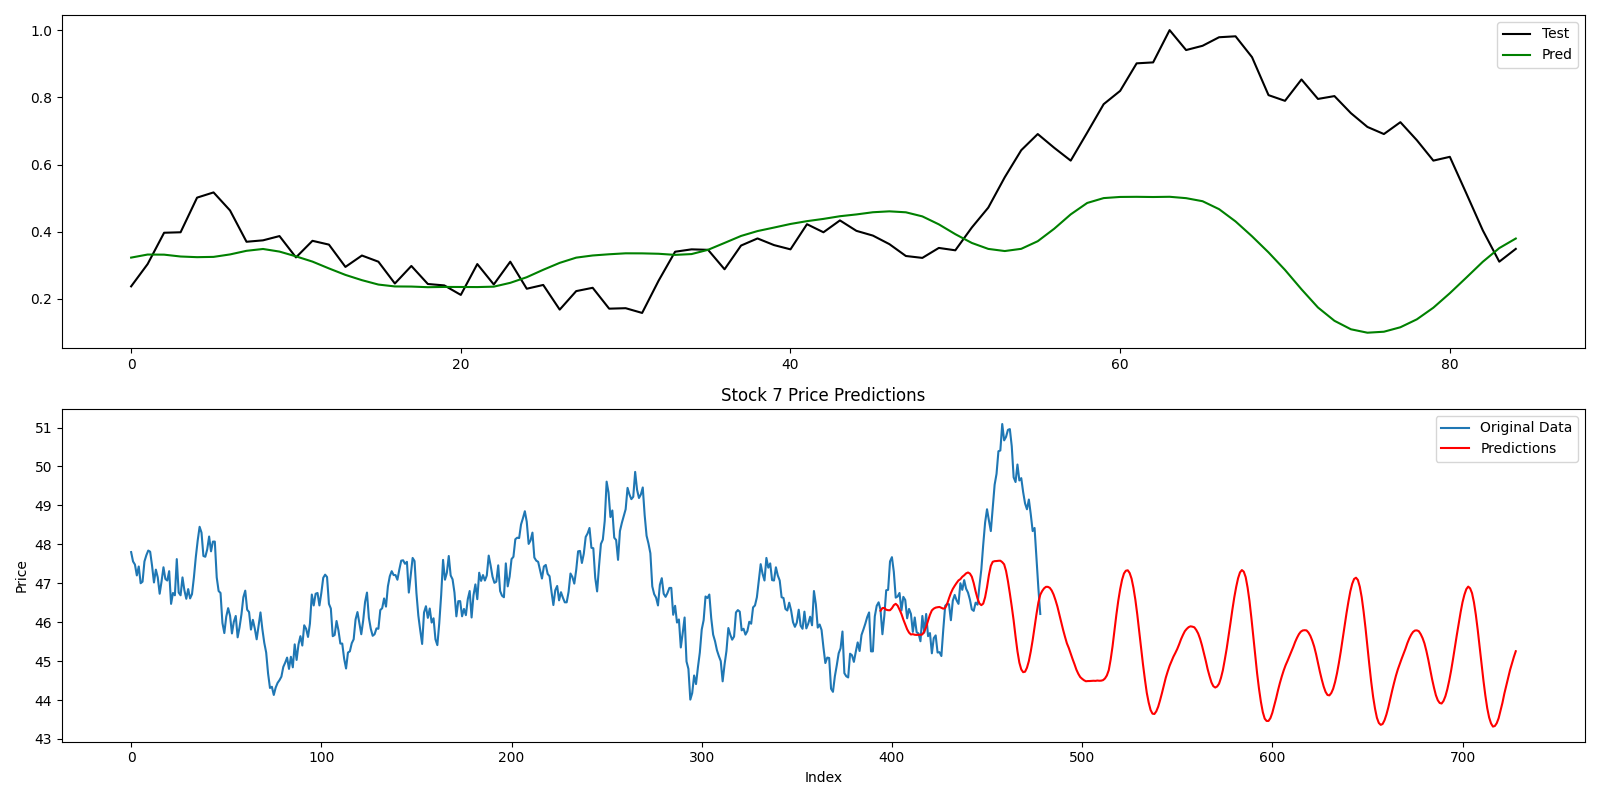 1.0
0.8
0.6
0.4
0.2
0 20 40 60 80
Test
Pred
Stock 7 Price Predictions
Price
51
50
49
48
47
46
45
44
43
0 100 200 300 400 500 600 700
Index
Original Data
Predictions